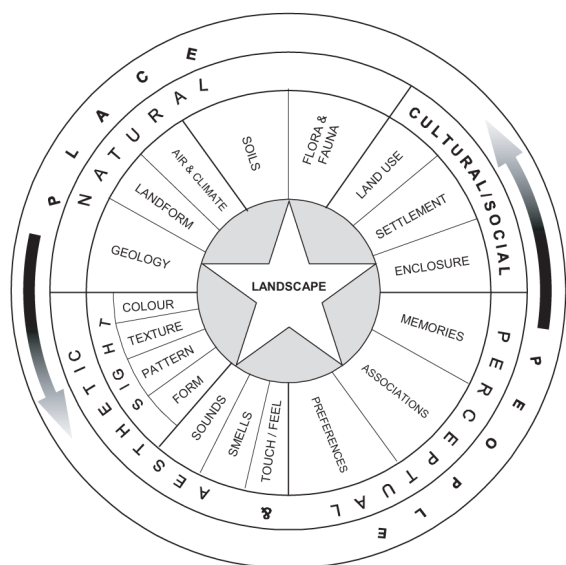 PLACE
NATURAL
CULTURAL/SOCIAL
GEOLOGY
LANDFORM
AIR & CLIMATE
SOILS
FLORA &
FAUNA
LAND USE
SETTLEMENT
ENCLOSURE
LANDSCAPE
MEMORIES
ASSOCIATIONS
PREFERENCES
TOUCH / FEEL
SMELLS
SOUNDS
SIGHT
FORM
PATTERN
TEXTURE
COLOUR
AESTHETIC & PERCEPTUAL
PEOPLE